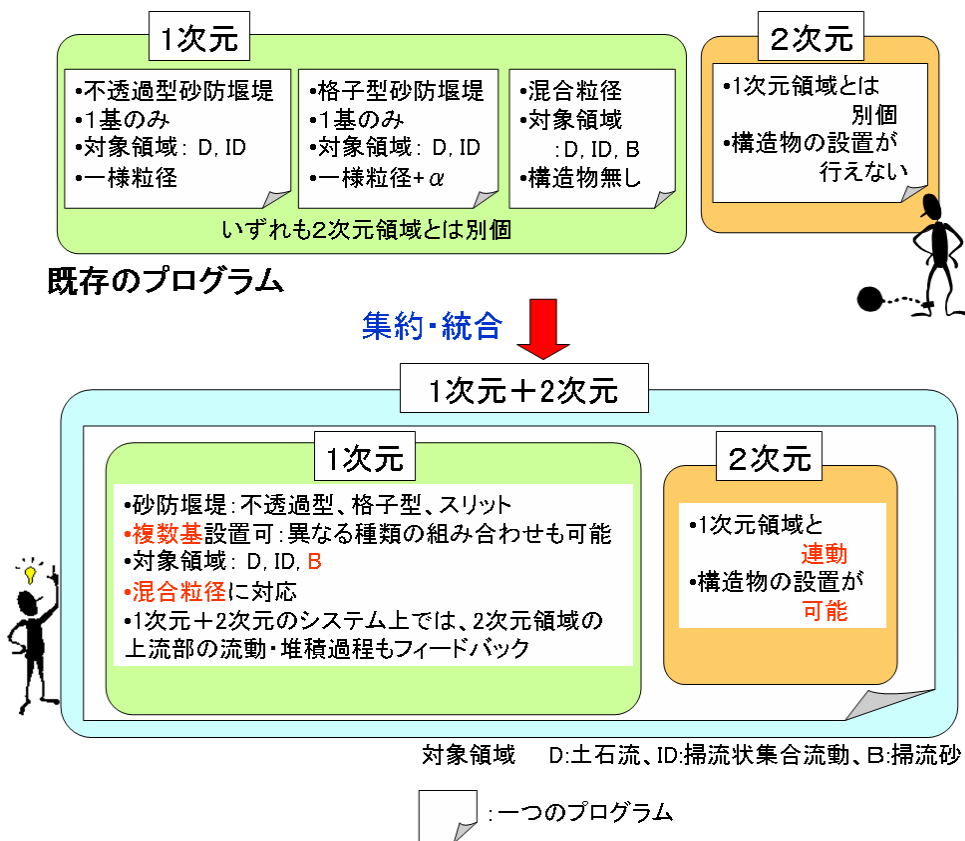 1次元
•不透過型砂防堰堤
•1基のみ
•対象領域: D, ID
•一様粒径
•格子型砂防堰堤
•1基のみ
•対象領域: D, ID
•一様粒径+α
•混合粒径
•対象領域
:D, ID, B
•構造物無し
いずれも2次元領域とは別個
2次元
•1次元領域とは
別個
•構造物の設置が
行えない
既存のプログラム
集約・統合
1次元+2次元
1次元
•砂防堰堤:不透過型、格子型、スリット
•複数基設置可:異なる種類の組み合わせも可能
•対象領域: D, ID, B
•混合粒径に対応
•1次元+2次元のシステム上では、2次元領域の
上流部の流動・堆積過程もフィードバック
2次元
•1次元領域と
連動
•構造物の設置が
可能
対象領域 D:土石流、ID:掃流状集合流動、B:掃流砂
:一つのプログラム